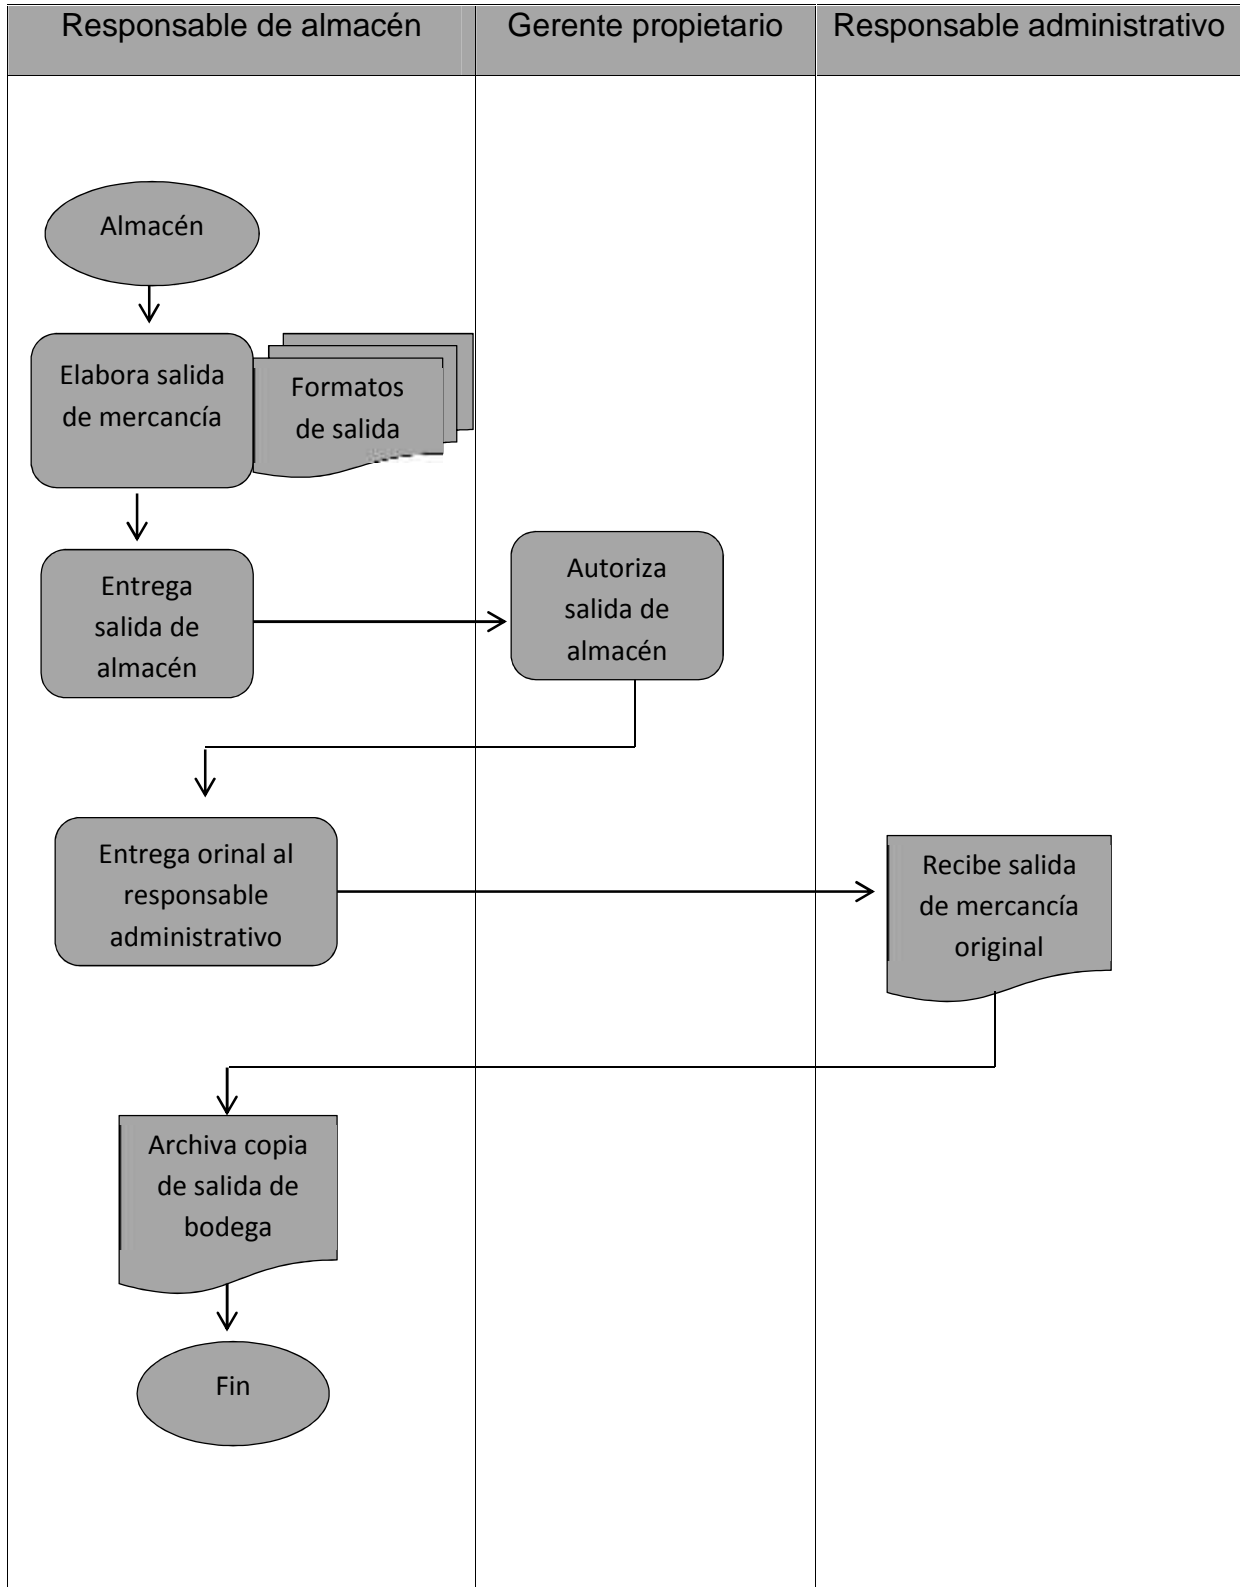 Responsable de almacén
Gerente propietario
Responsable administrativo
Almacén
Elabora salida
de mercancía
Formatos
de salida
Entrega
salida de
almacén
Autoriza
salida de
almacén
Entrega orinal al
responsable
administrativo
Recibe salida
de mercancía
original
Archiva copia
de salida de
bodega
Fin